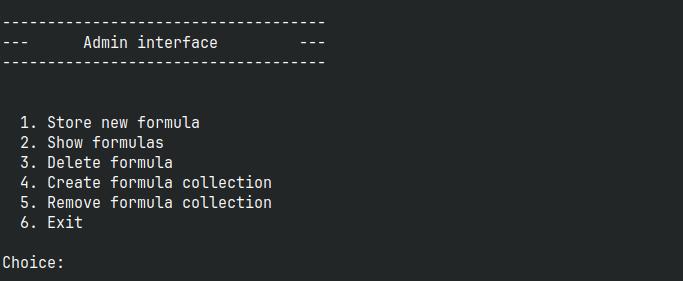 ------------------------------------
---      Admin interface         ---
------------------------------------
1. Store new formula
2. Show formulas
3. Delete formula
4. Create formula collection
5. Remove formula collection
6. Exit
Choice: